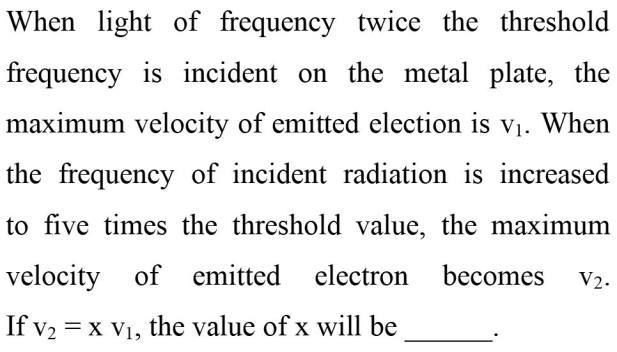 When light of frequency twice the threshold
frequency is incident on the metal plate, the
maximum velocity of emitted election is v₁. When
the frequency of incident radiation is increased
to five times the threshold value, the maximum
velocity of emitted electron becomes v₂.
If v₂ = x v₁, the value of x will be ______.